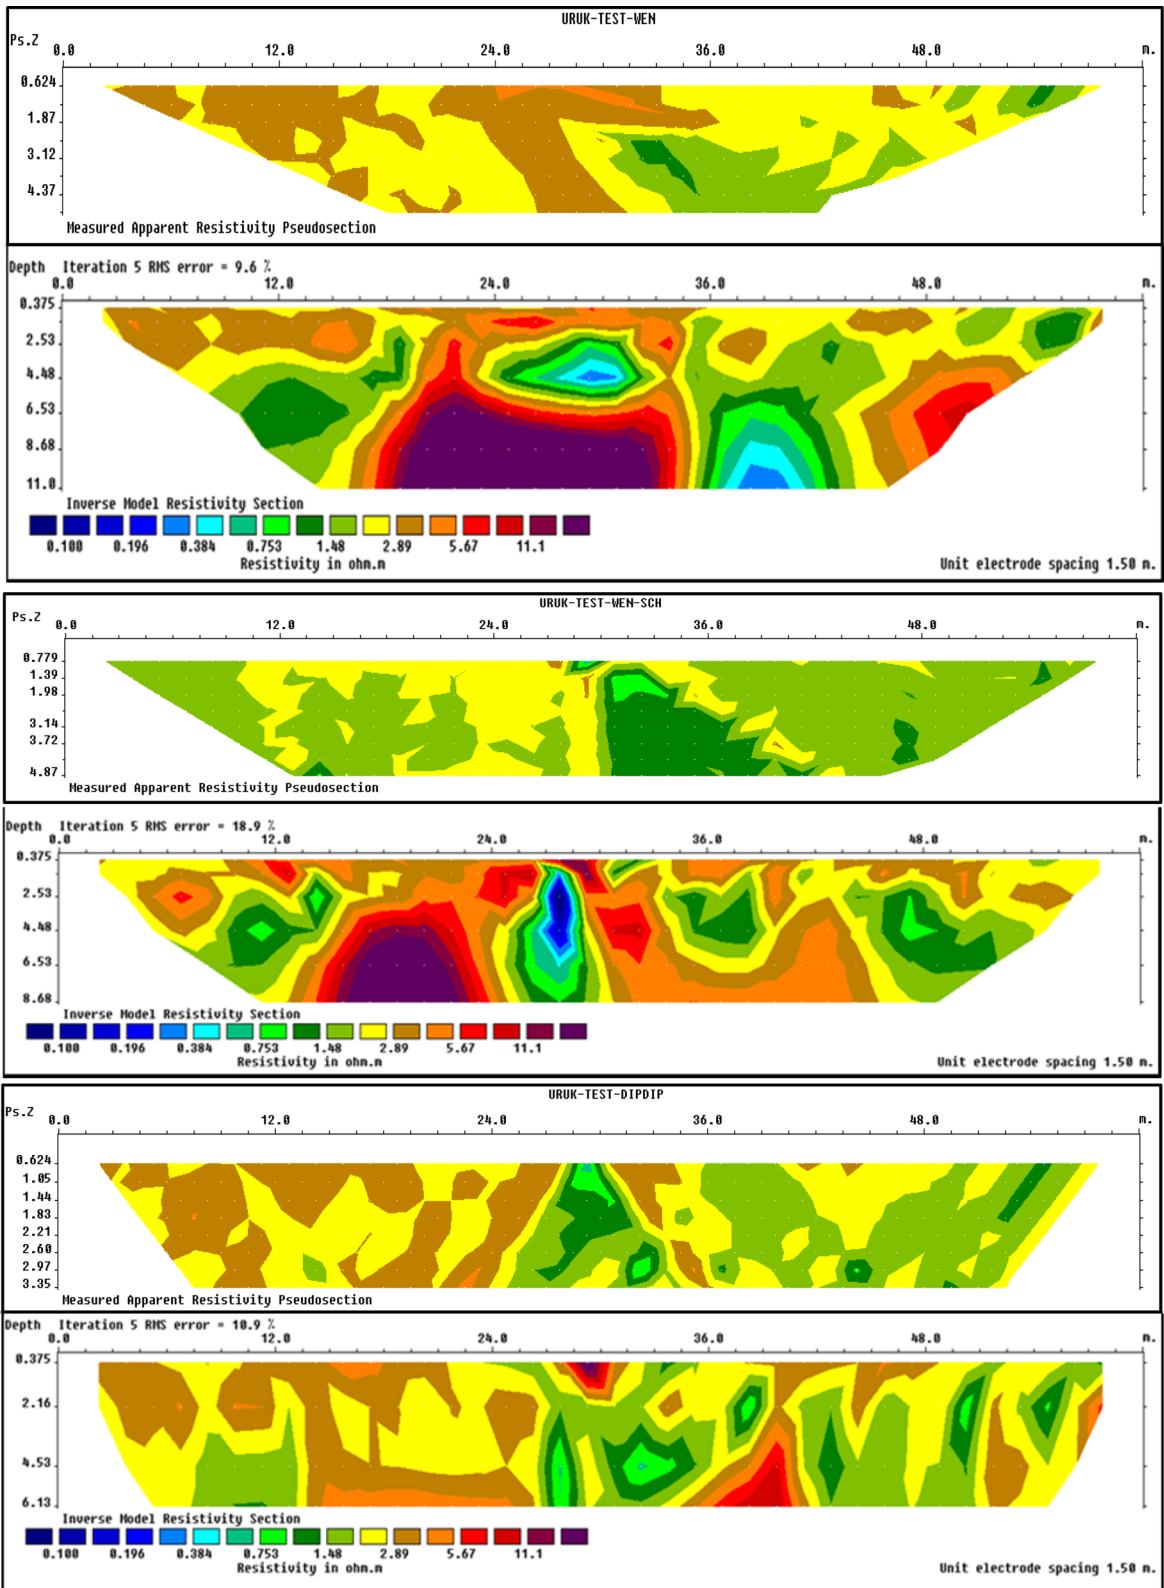 URUK-TEST-WEN
Ps.Z 0.0 12.0 24.0 36.0 48.0 m.
0.624
1.87
3.12
4.37
Measured Apparent Resistivity Pseudosection
Depth Iteration 5 RMS error = 9.6 %
0.0 12.0 24.0 36.0 48.0 m.
0.375
2.53
4.48
6.53
8.68
11.0
Inverse Model Resistivity Section
0.100 0.196 0.384 0.753 1.48 2.89 5.67 11.1
Resistivity in ohm.m Unit electrode spacing 1.50 m.
URUK-TEST-WEN-SCH
Ps.Z 0.0 12.0 24.0 36.0 48.0 m.
0.779
1.39
1.98
3.14
3.72
4.87
Measured Apparent Resistivity Pseudosection
Depth Iteration 5 RMS error = 18.9 %
0.0 12.0 24.0 36.0 48.0 m.
0.375
2.53
4.48
6.53
8.68
Inverse Model Resistivity Section
0.100 0.196 0.384 0.753 1.48 2.89 5.67 11.1
Resistivity in ohm.m Unit electrode spacing 1.50 m.
URUK-TEST-DIPDIP
Ps.Z 0.0 12.0 24.0 36.0 48.0 m.
0.624
1.05
1.44
1.83
2.21
2.60
2.97
3.35
Measured Apparent Resistivity Pseudosection
Depth Iteration 5 RMS error = 10.9 %
0.0 12.0 24.0 36.0 48.0 m.
0.375
2.16
4.53
6.13
Inverse Model Resistivity Section
0.100 0.196 0.384 0.753 1.48 2.89 5.67 11.1
Resistivity in ohm.m Unit electrode spacing 1.50 m.